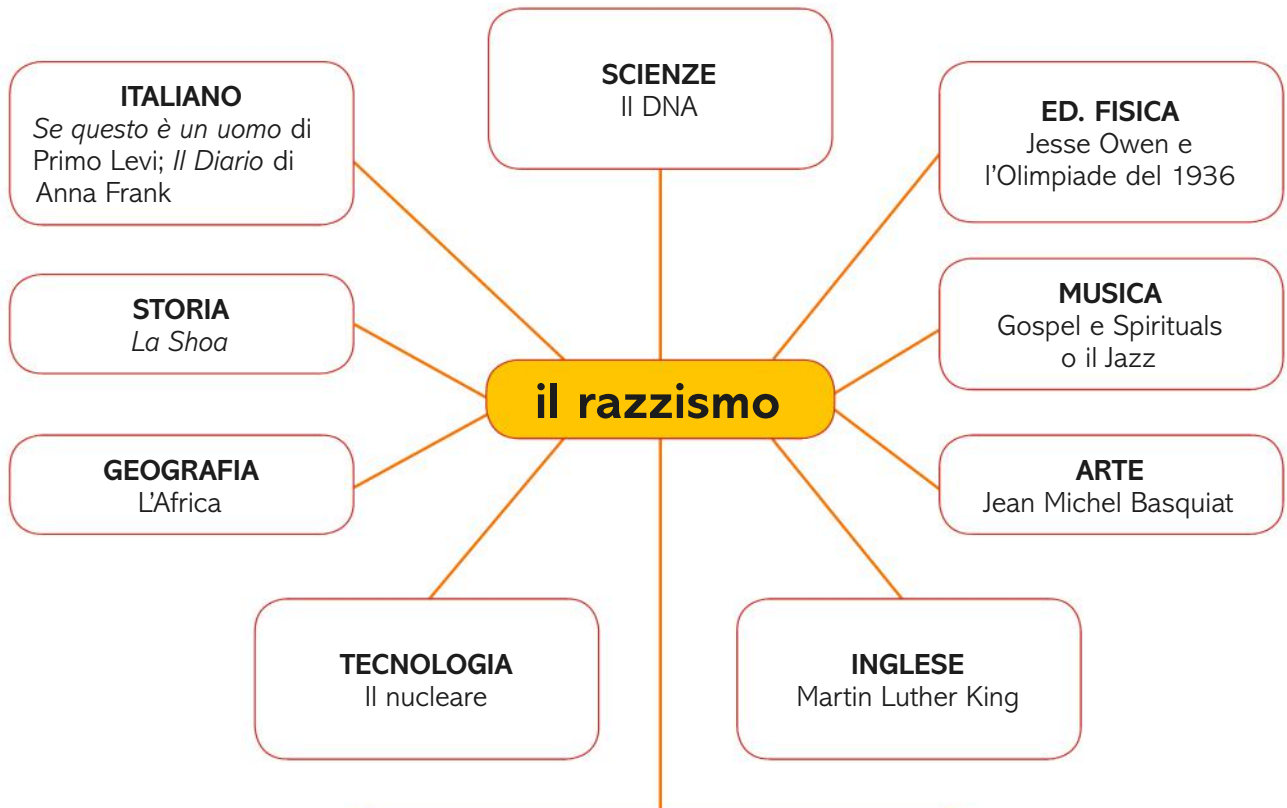 SCIENZE
Il DNA
ITALIANO
Se questo è un uomo di
Primo Levi; Il Diario di
Anna Frank
ED. FISICA
Jesse Owen e
l'Olimpiade del 1936
STORIA
La Shoa
MUSICA
Gospel e Spirituals
o il Jazz
il razzismo
GEOGRAFIA
L'Africa
ARTE
Jean Michel Basquiat
TECNOLOGIA
Il nucleare
INGLESE
Martin Luther King